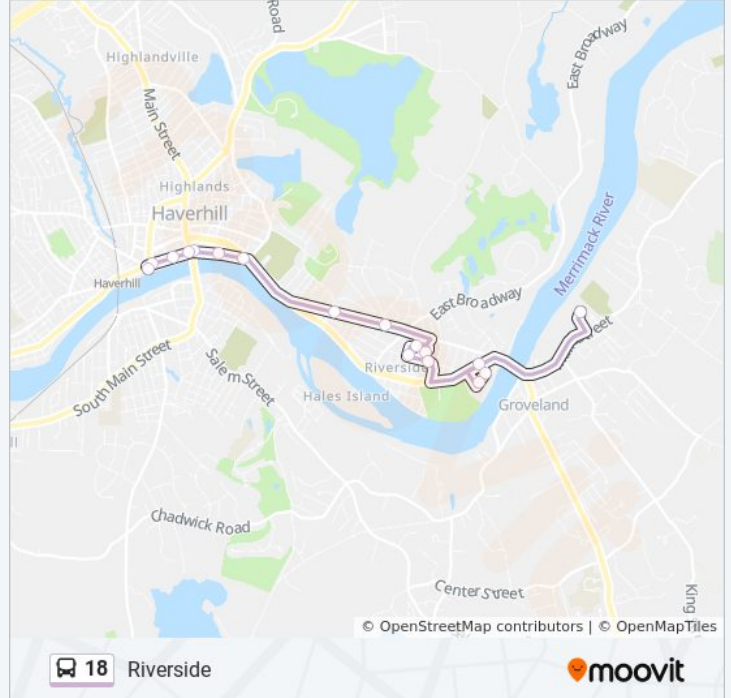 Road
East Broadway
Highlandville
Main Street
Highlands
Haverhill
Merrimack River
Haverhill
East Broadway
South Main Street
Salem Street
Riverside
Hales Island
Groveland
Chadwick Road
Center Street
King
© OpenStreetMap contributors | © OpenMapTiles
18 Riverside
moovit